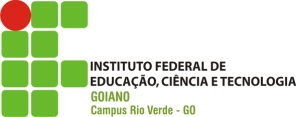 INSTITUTO FEDERAL DE
EDUCAÇÃO, CIÊNCIA E TECNOLOGIA
GOIANO
Campus Rio Verde - GO